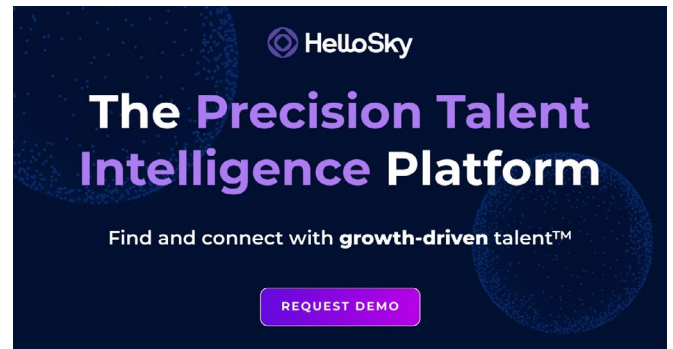 HelloSky
The Precision Talent
Intelligence Platform
Find and connect with growth-driven talent™
REQUEST DEMO